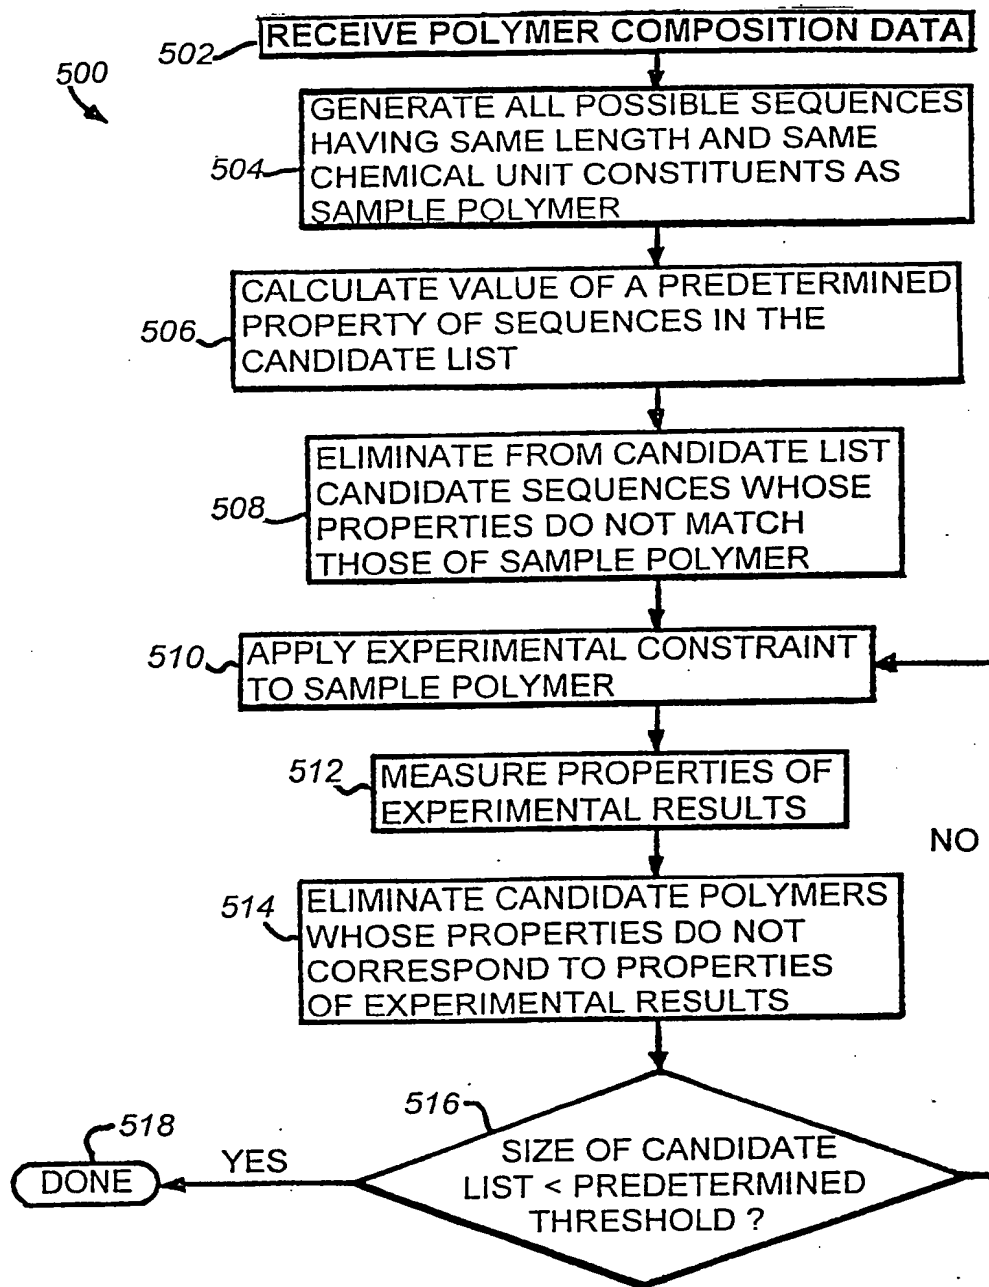 502
RECEIVE POLYMER COMPOSITION DATA
500
504
GENERATE ALL POSSIBLE SEQUENCES
HAVING SAME LENGTH AND SAME
CHEMICAL UNIT CONSTITUENTS AS
SAMPLE POLYMER
506
CALCULATE VALUE OF A PREDETERMINED
PROPERTY OF SEQUENCES IN THE
CANDIDATE LIST
508
ELIMINATE FROM CANDIDATE LIST
CANDIDATE SEQUENCES WHOSE
PROPERTIES DO NOT MATCH
THOSE OF SAMPLE POLYMER
510
APPLY EXPERIMENTAL CONSTRAINT
TO SAMPLE POLYMER
512
MEASURE PROPERTIES OF
EXPERIMENTAL RESULTS
NO
514
ELIMINATE CANDIDATE POLYMERS
WHOSE PROPERTIES DO NOT
CORRESPOND TO PROPERTIES
OF EXPERIMENTAL RESULTS
516
SIZE OF CANDIDATE
LIST < PREDETERMINED
THRESHOLD ?
YES
518
DONE